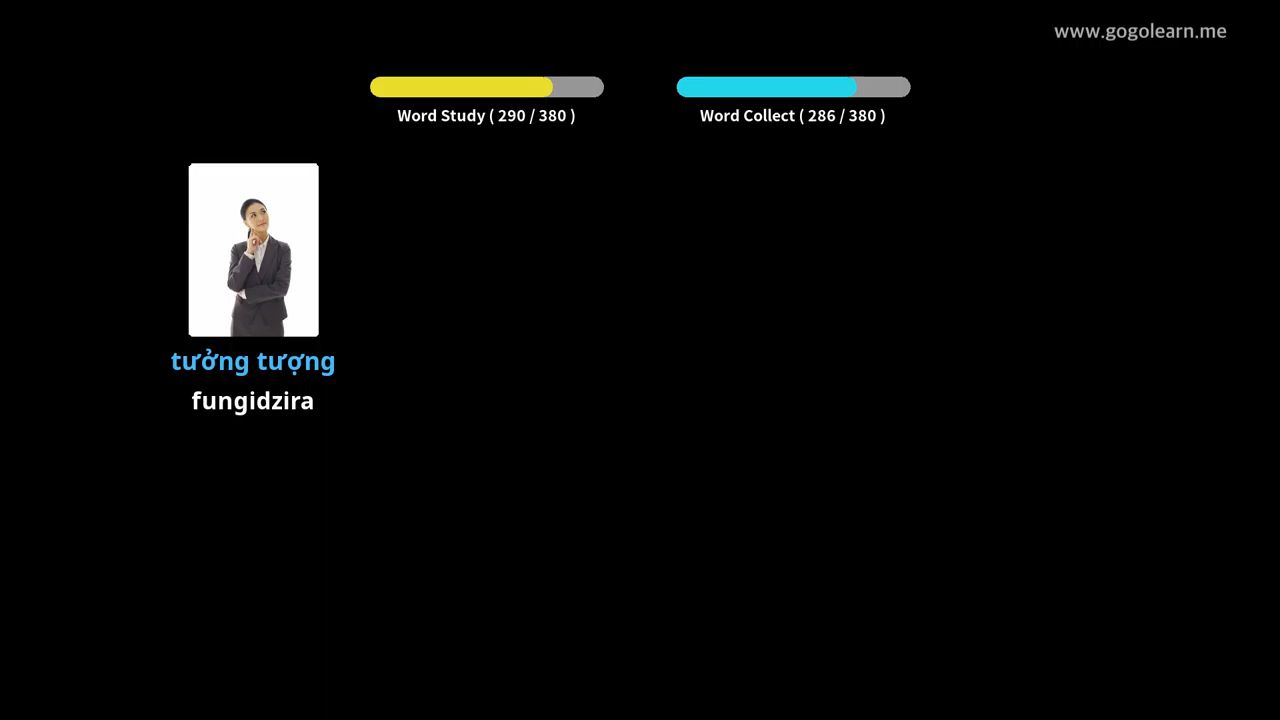 www.gogolearn.me
Word Study ( 290 / 380 )
Word Collect ( 286 / 380 )
tưởng tượng
fungidzira